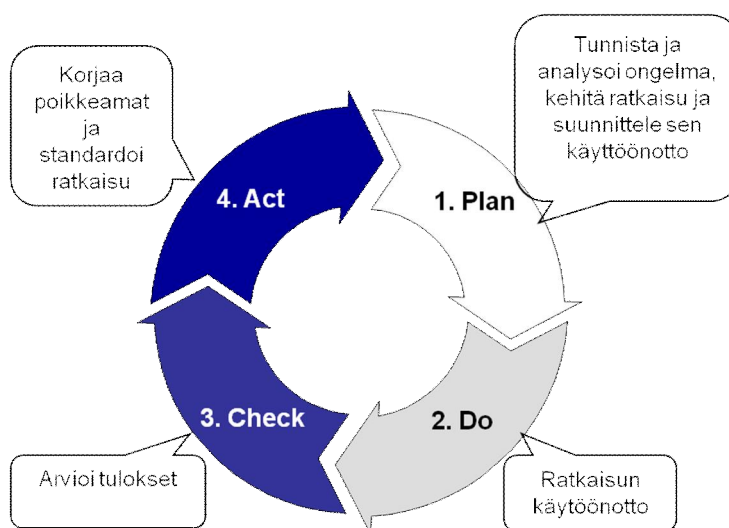 Tunnista ja
analysoi ongelma,
kehitä ratkaisu ja
suunnittele sen
käyttöönotto
1. Plan
2. Do
Ratkaisun
käytöönotto
3. Check
Arvioi tulokset
4. Act
Korjaa
poikkeamat
ja
standardoi
ratkaisu